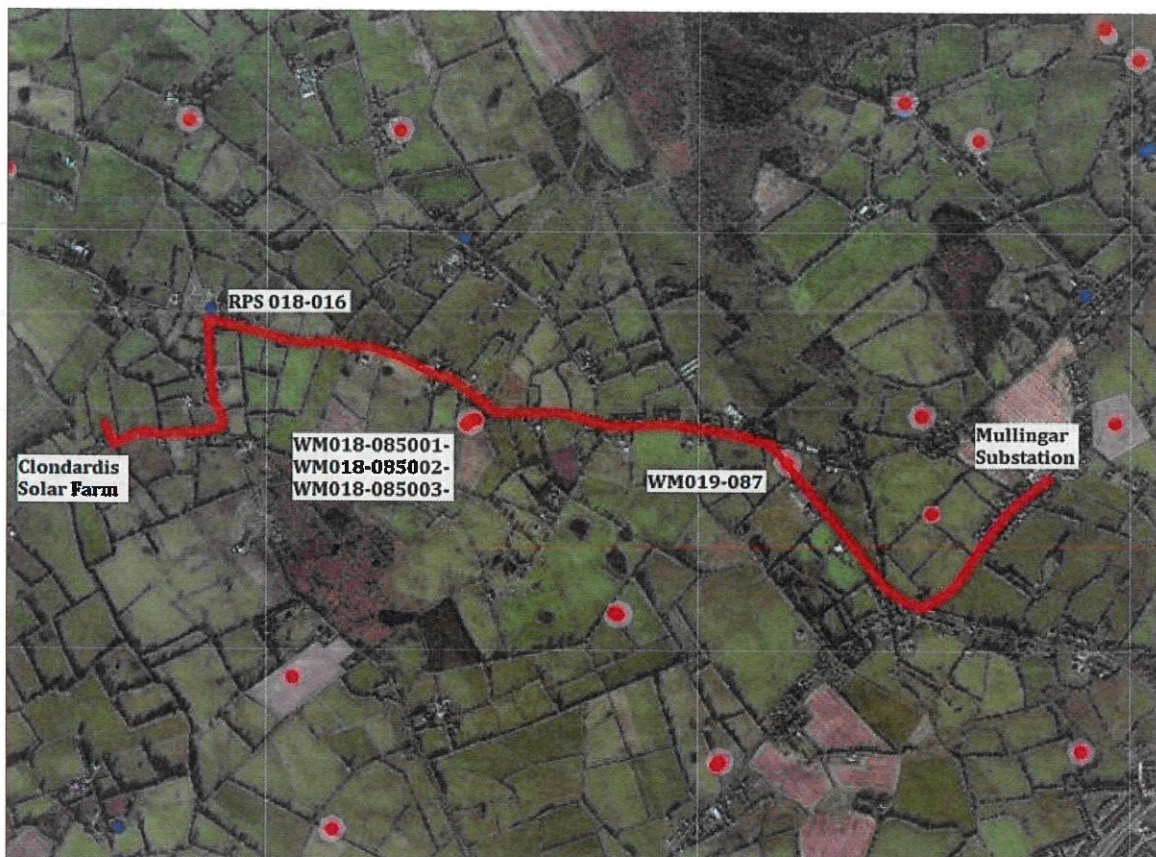 RPS 018-016
Clondardis
Solar Farm
WM018-085001-
WM018-085002-
WM018-085003-
WM019-087
Mullingar
Substation